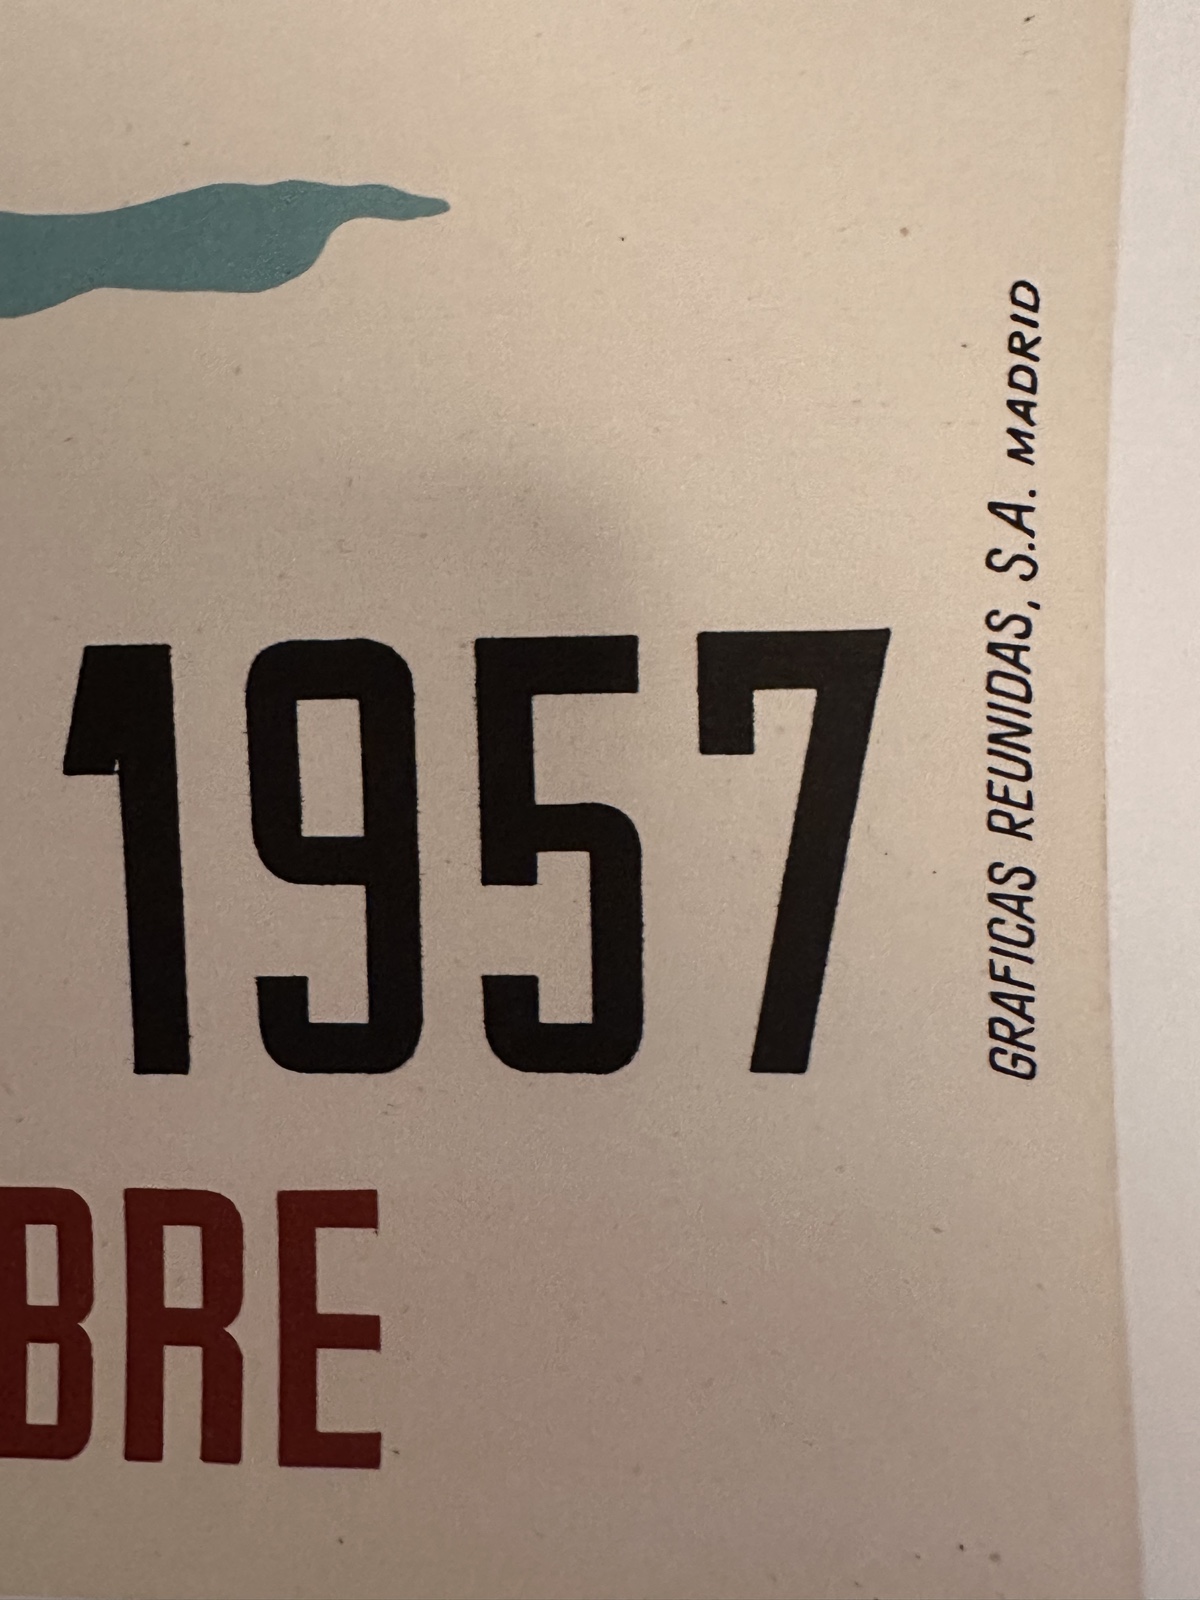 1957
BRE
GRAFICAS REUNIDAS, S.A. MADRID